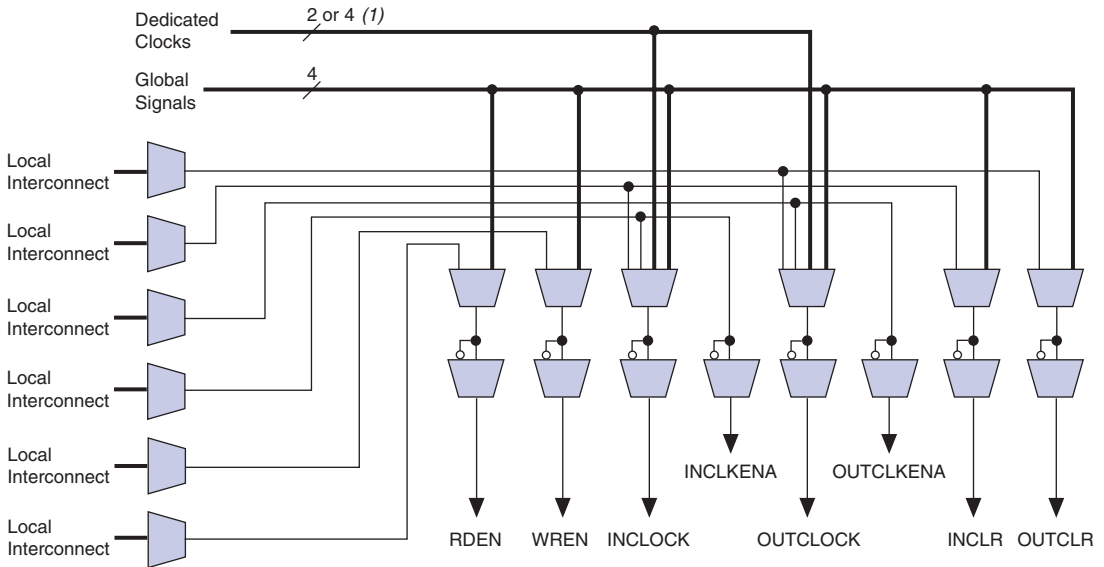 Dedicated
Clocks
2 or 4 (1)
Global
Signals
4
Local
Interconnect
Local
Interconnect
Local
Interconnect
Local
Interconnect
Local
Interconnect
Local
Interconnect
INCLKENA
OUTCLKENA
RDEN
WREN
INCLOCK
OUTCLOCK
INCLR
OUTCLR